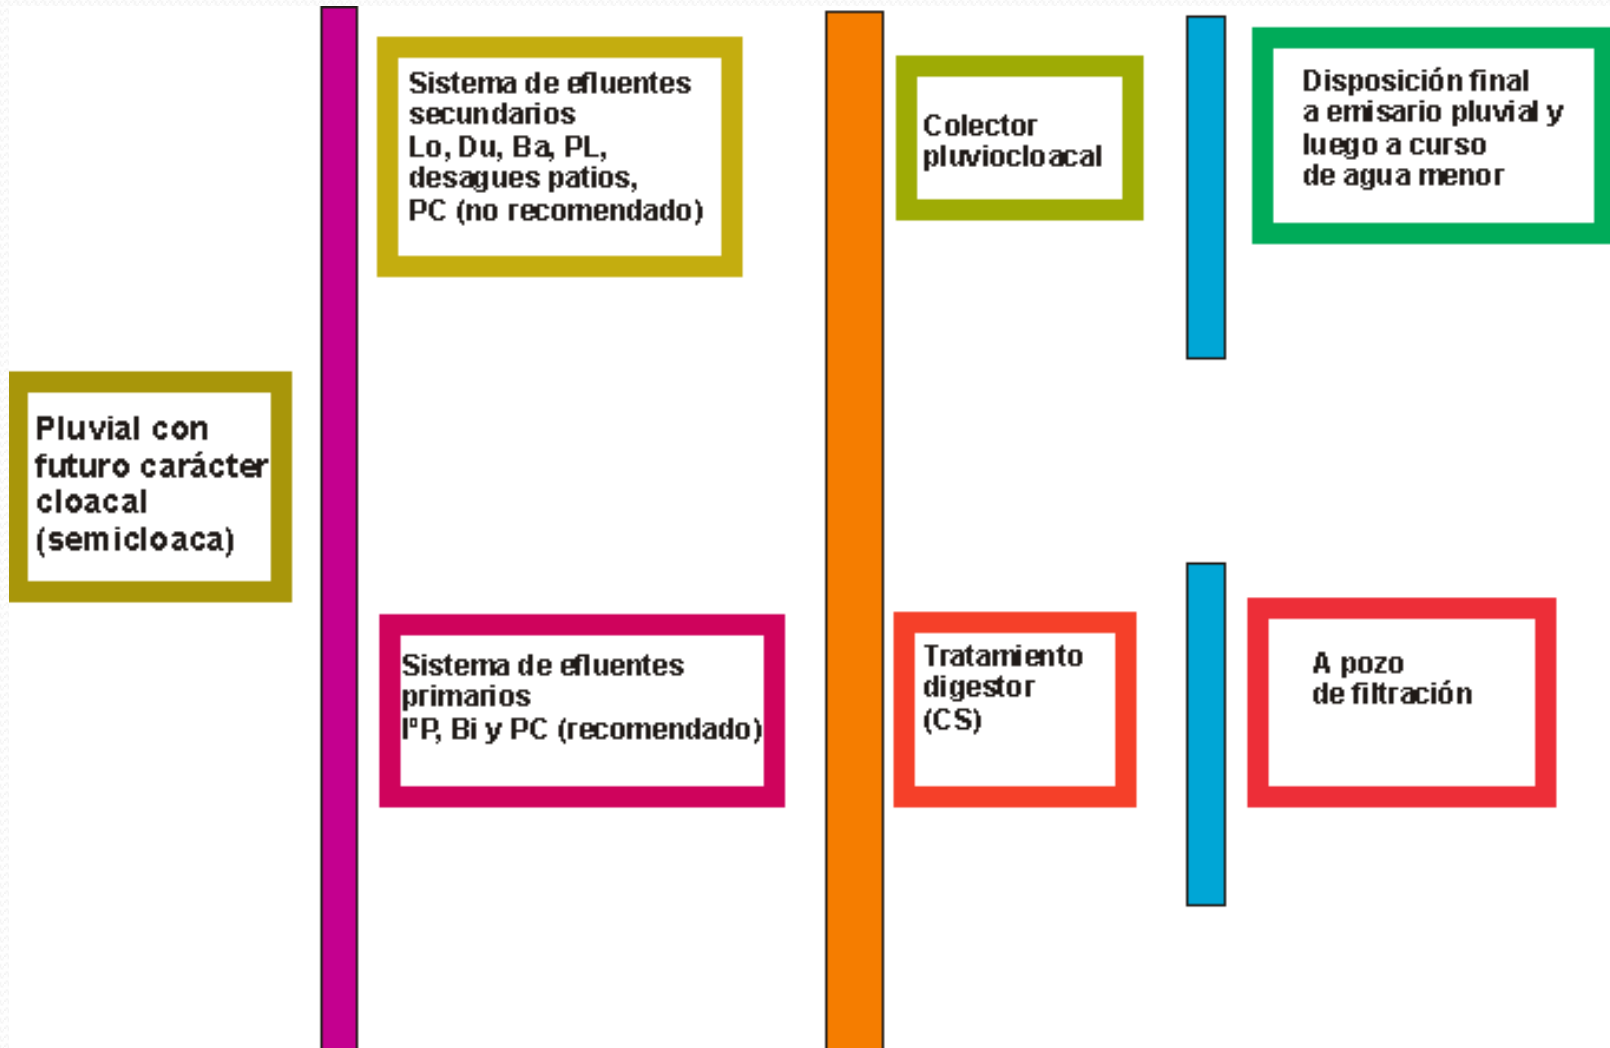 Pluvial con
futuro carácter
cloacal
(semicloaca)
Sistema de efluentes
secundarios
Lo, Du, Ba, PL,
desagues patios,
PC (no recomendado)
Colector
pluviocloacal
Disposición final
a emisario pluvial y
luego a curso
de agua menor
Sistema de efluentes
primarios
IºP, Bi y PC (recomendado)
Tratamiento
digestor
(CS)
A pozo
de filtración